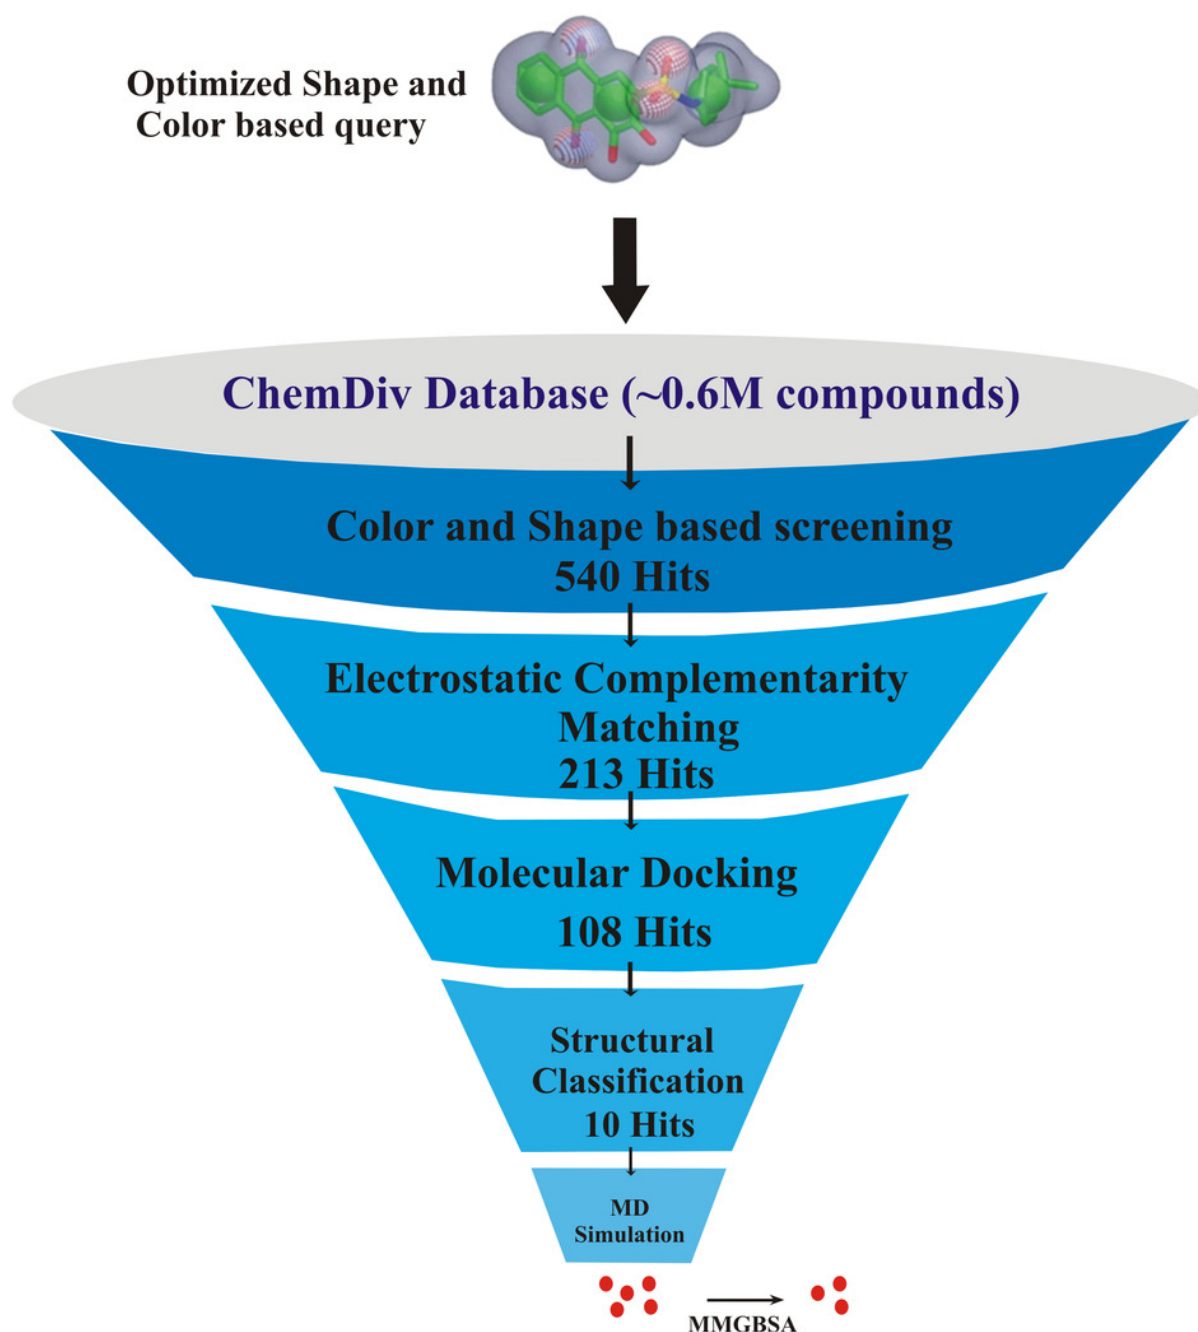 Optimized Shape and
Color based query
ChemDiv Database (~0.6M compounds)
Color and Shape based screening
540 Hits
Electrostatic Complementarity
Matching
213 Hits
Molecular Docking
108 Hits
Structural
Classification
10 Hits
MD
Simulation
MMGBSA